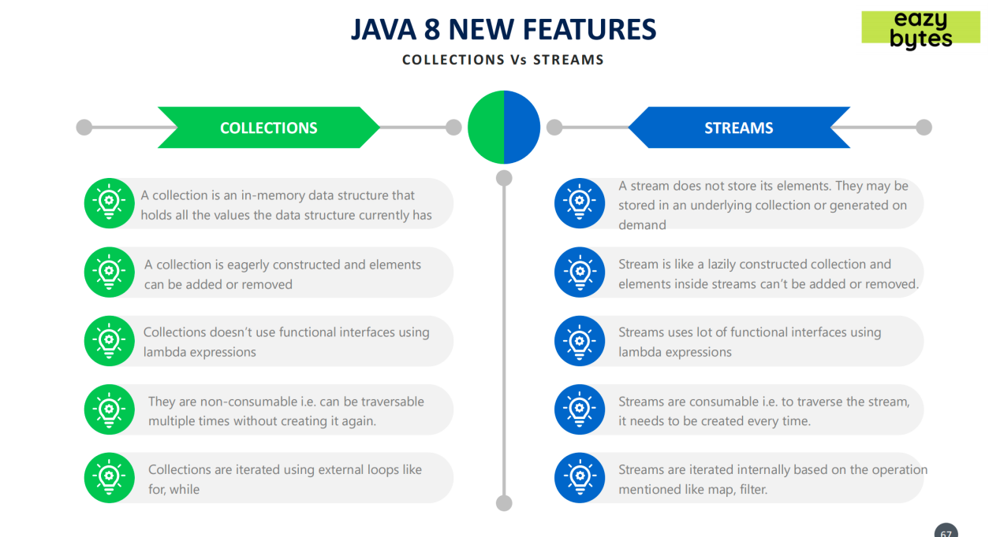 JAVA 8 NEW FEATURES
COLLECTIONS Vs STREAMS
eazy
bytes
COLLECTIONS
A collection is an in-memory data structure that
holds all the values the data structure currently has
A collection is eagerly constructed and elements
can be added or removed
Collections doesn’t use functional interfaces using
lambda expressions
They are non-consumable i.e. can be traversable
multiple times without creating it again.
Collections are iterated using external loops like
for, while
STREAMS
A stream does not store its elements. They may be
stored in an underlying collection or generated on
demand
Stream is like a lazily constructed collection and
elements inside streams can’t be added or removed.
Streams uses lot of functional interfaces using
lambda expressions
Streams are consumable i.e. to traverse the stream,
it needs to be created every time.
Streams are iterated internally based on the operation
mentioned like map, filter.
67